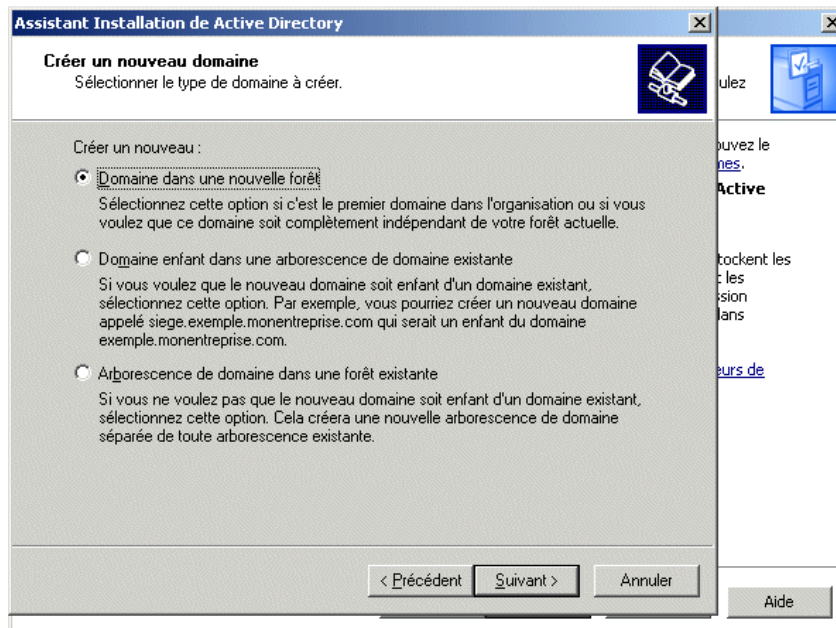 Assistant Installation de Active Directory
Créer un nouveau domaine
Sélectionner le type de domaine à créer.
Créer un nouveau :
Domaine dans une nouvelle forêt
Sélectionnez cette option si c'est le premier domaine dans l'organisation ou si vous
voulez que ce domaine soit complètement indépendant de votre forêt actuelle.
Domaine enfant dans une arborescence de domaine existante
Si vous voulez que le nouveau domaine soit enfant d'un domaine existant,
sélectionnez cette option. Par exemple, vous pourriez créer un nouveau domaine
appelé siege.exemple.monentreprise.com qui serait un enfant du domaine
exemple.monentreprise.com.
Arborescence de domaine dans une forêt existante
Si vous ne voulez pas que le nouveau domaine soit enfant d'un domaine existant,
sélectionnez cette option. Cela créera une nouvelle arborescence de domaine
séparée de toute arborescence existante.
< Précédent
Suivant >
Annuler
ulez
ouvez le
mes.
Active
tockent les
les
ssion
dans
eurs de
Aide